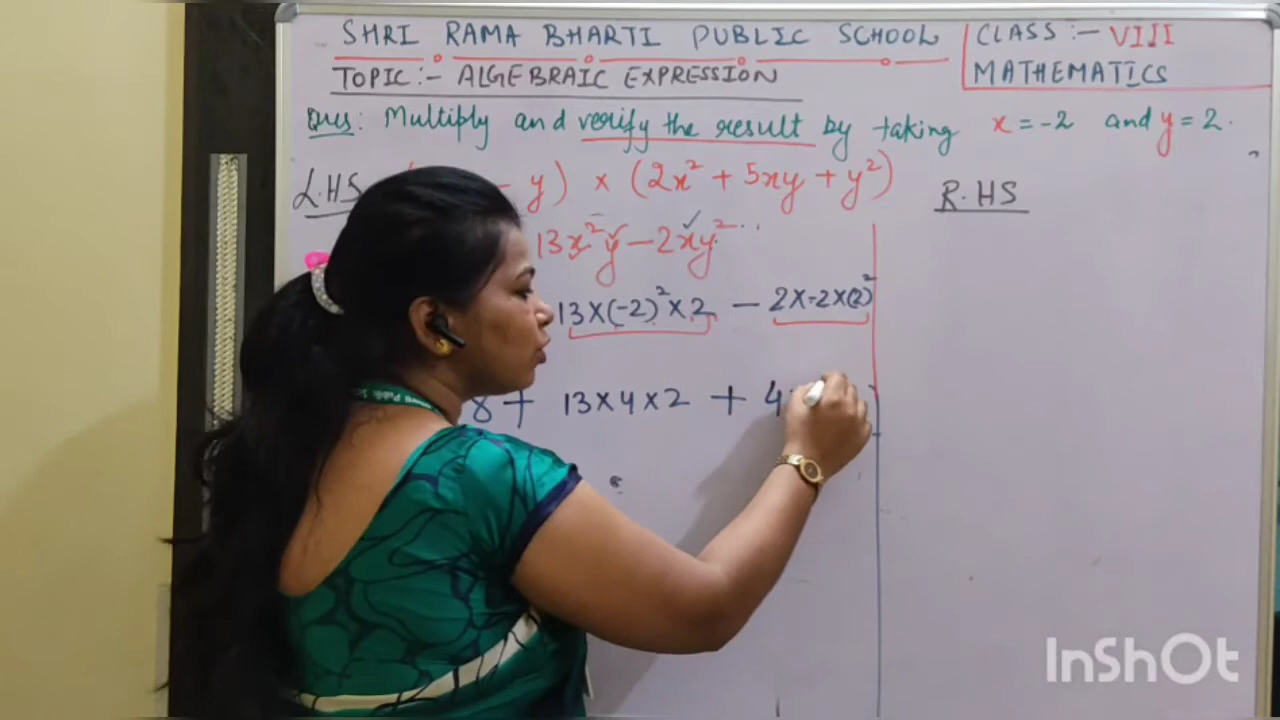 SHRI RAMA BHARTI PUBLIC SCHOOL
CLASS :- VIII
MATHEMATICS
TOPIC :- ALGEBRAIC EXPRESSION
Ques: Multiply and verify the result by taking x = -2 and y = 2.
L.HS
- y) × (2x² + 5xy + y²)
R.HS
13x²y - 2xy²
13×(-2)²×2 - 2×-2×(2)²
8 + 13×4×2 + 4
InShOt